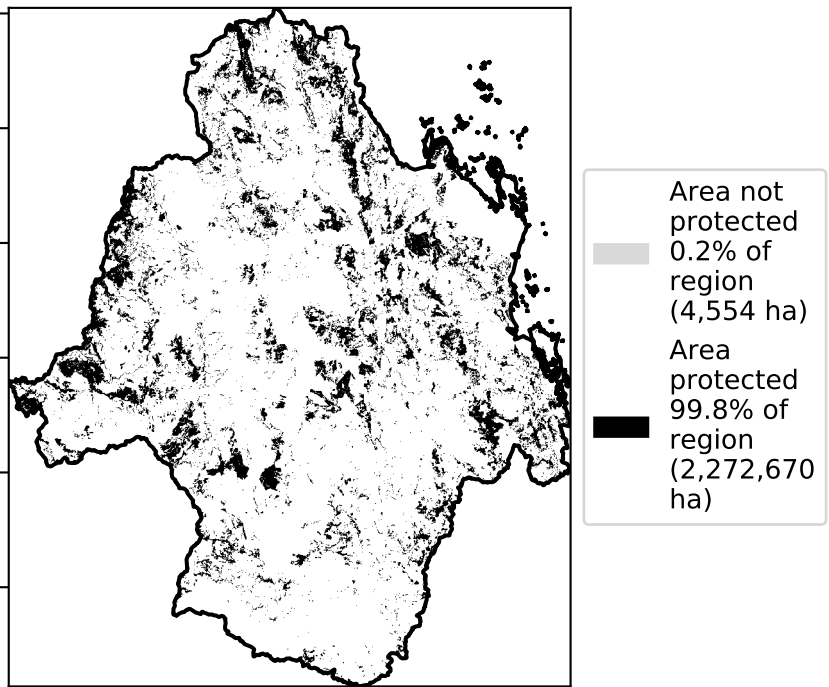 Area not
protected
0.2% of
region
(4,554 ha)
Area
protected
99.8% of
region
(2,272,670
ha)